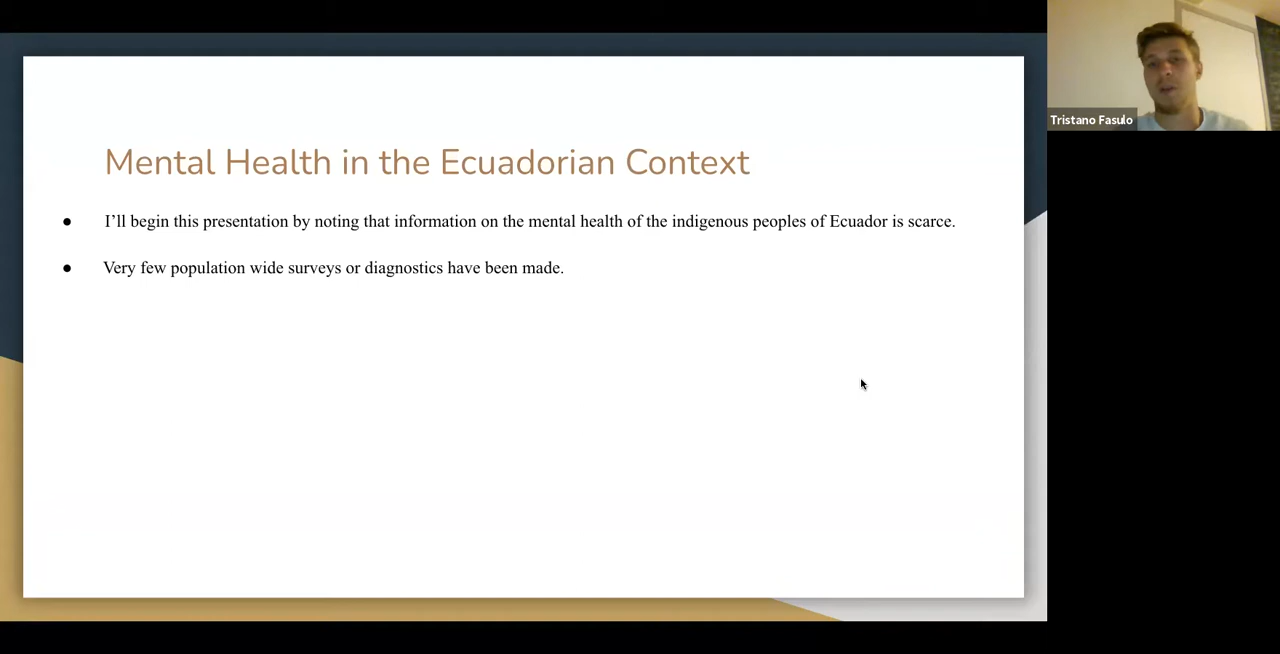 Mental Health in the Ecuadorian Context
● I’ll begin this presentation by noting that information on the mental health of the indigenous peoples of Ecuador is scarce.
● Very few population wide surveys or diagnostics have been made.
Tristano Fasulo